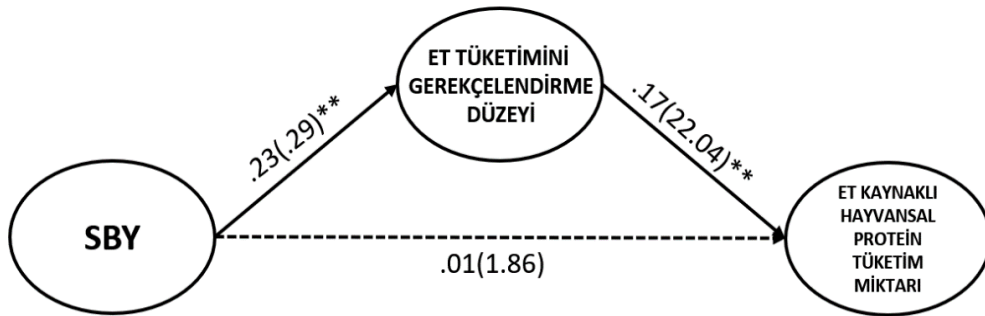 ET TÜKETİMİNİ
GEREKÇELENDİRME
DÜZEYİ
.23(.29)**
.17(22.04)**
SBY
.01(1.86)
ET KAYNAKLI
HAYVANSAL
PROTEİN
TÜKETİM
MİKTARI